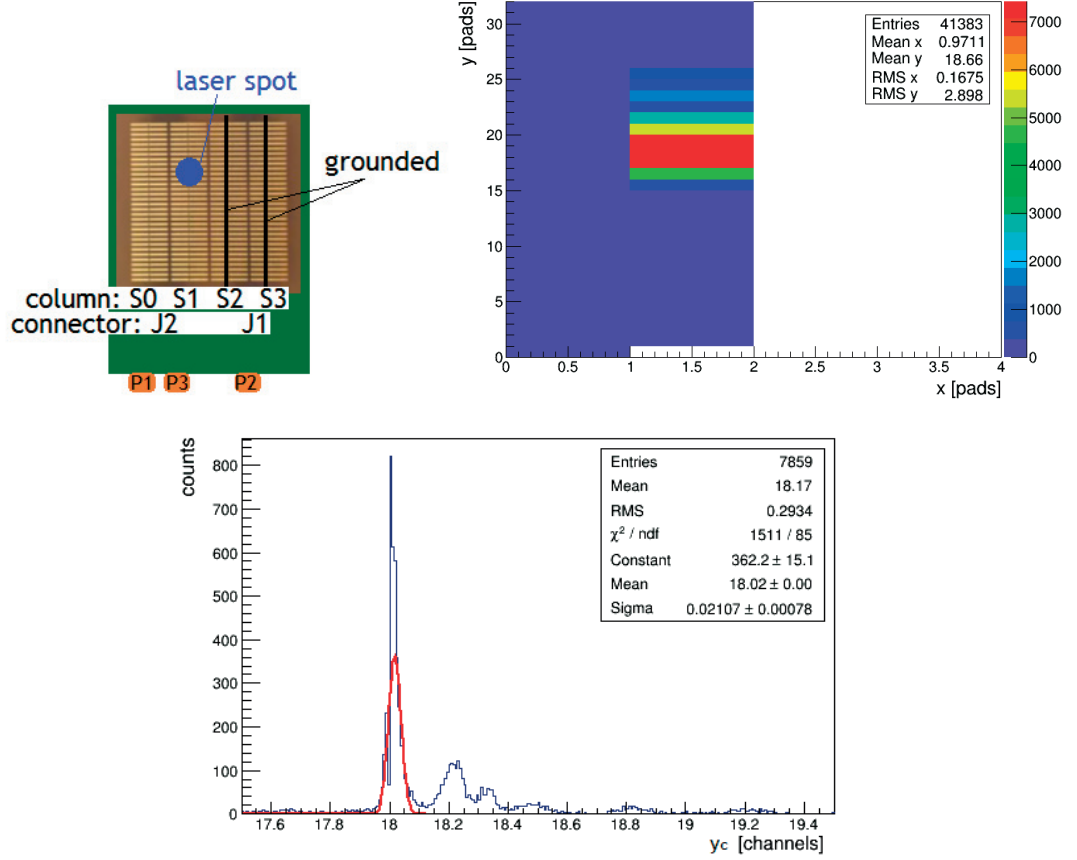 laser spot
grounded
column: S0 S1 S2 S3
connector: J2 J1
P1 P3 P2
y [pads]
30
25
20
15
10
5
0
0 0.5 1 1.5 2 2.5 3 3.5 4
x [pads]
Entries 41383
Mean x 0.9711
Mean y 18.66
RMS x 0.1675
RMS y 2.898
7000
6000
5000
4000
3000
2000
1000
0
counts
800
700
600
500
400
300
200
100
0
17.6 17.8 18 18.2 18.4 18.6 18.8 19 19.2 19.4
yc [channels]
Entries 7859
Mean 18.17
RMS 0.2934
χ² / ndf 1511 / 85
Constant 362.2 ± 15.1
Mean 18.02 ± 0.00
Sigma 0.02107 ± 0.00078